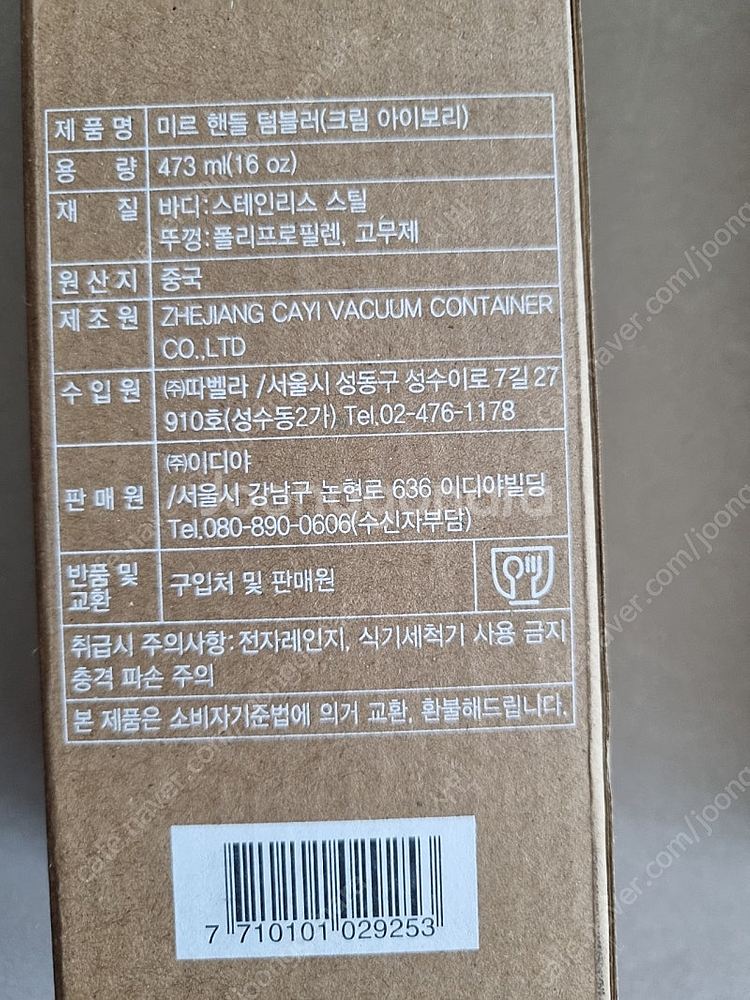 제품명 미르 핸들 텀블러(크림 아이보리)
용 량 473 ml(16 oz)
재 질 바디:스테인리스 스틸
뚜껑:폴리프로필렌, 고무제
원산지 중국
제조원 ZHEJIANG CAYI VACUUM CONTAINER
CO.,LTD
수입원 ㈜따벨라 /서울시 성동구 성수이로 7길 27
910호(성수동2가) Tel.02-476-1178
㈜이디야
판매원 /서울시 강남구 논현로 636 이디야빌딩
Tel.080-890-0606(수신자부담)
반품 및
교환 구입처 및 판매원
취급시 주의사항: 전자레인지, 식기세척기 사용 금지
충격 파손 주의
본 제품은 소비자기준법에 의거 교환, 환불해드립니다.
7 710101 029253